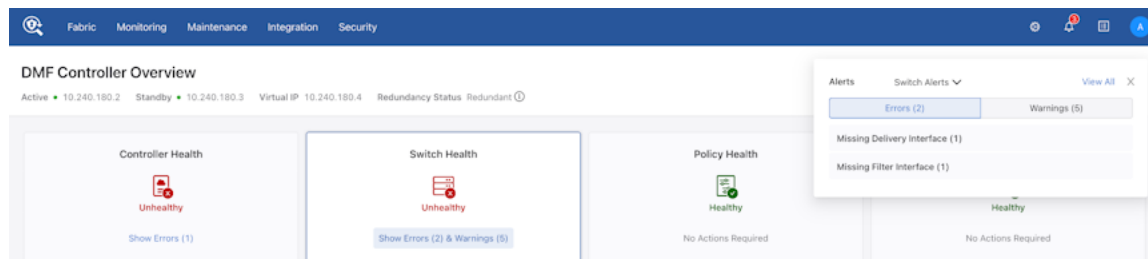 Fabric Monitoring Maintenance Integration Security 3 A
DMF Controller Overview
Active • 10.240.180.2 Standby • 10.240.180.3 Virtual IP 10.240.180.4 Redundancy Status Redundant
Alerts Switch Alerts View All
Errors (2) Warnings (5)
Missing Delivery Interface (1)
Missing Filter Interface (1)
Controller Health
Unhealthy
Show Errors (1)
Switch Health
Unhealthy
Show Errors (2) & Warnings (5)
Policy Health
Healthy
No Actions Required
Healthy
No Actions Required